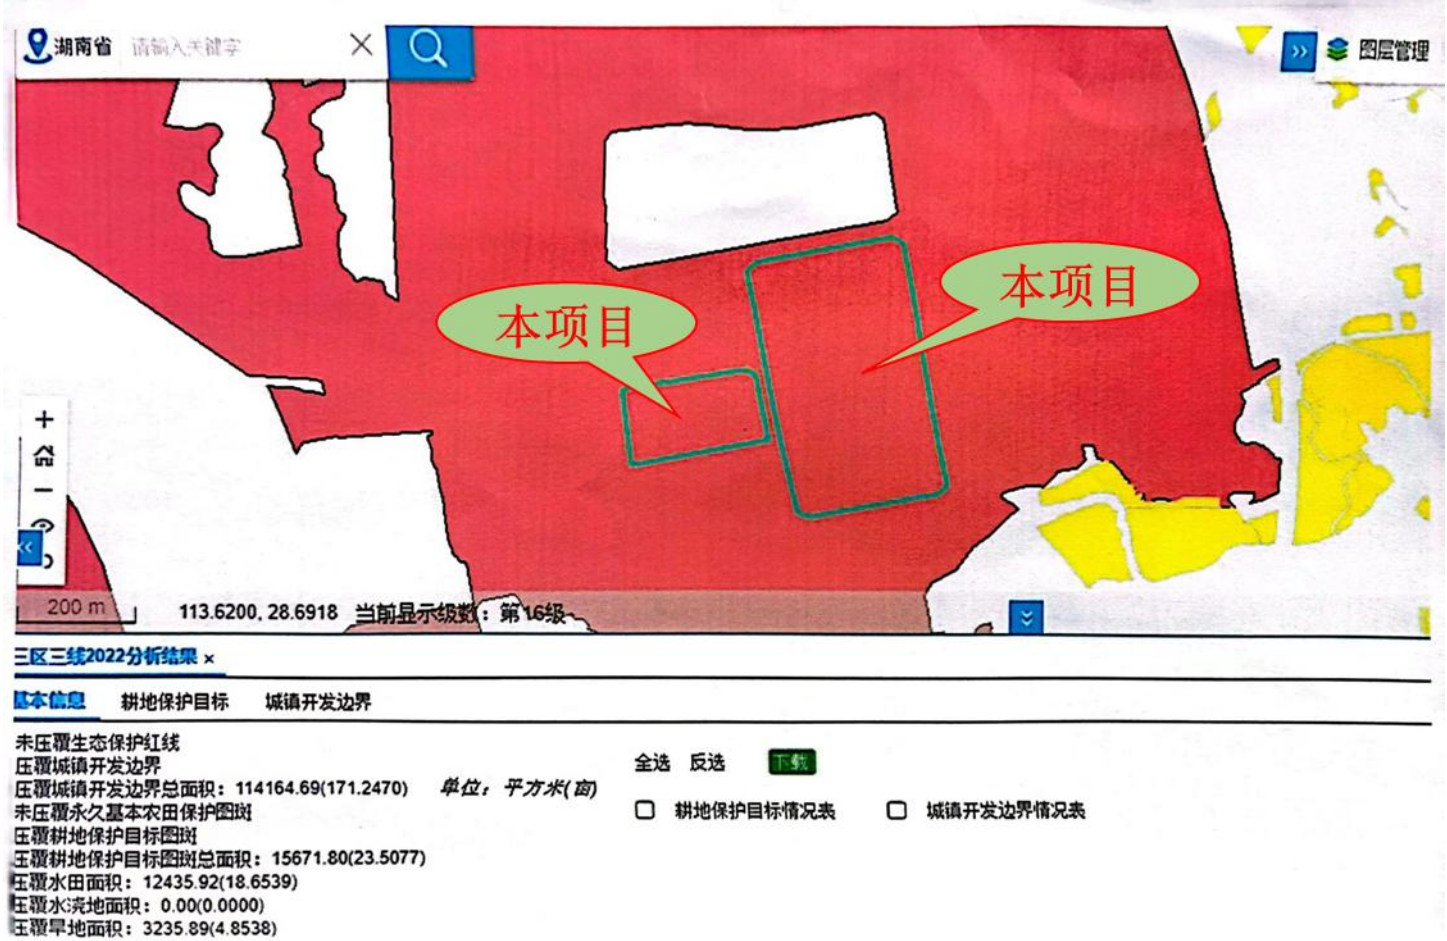 湖南省 请输入关键字
图层管理
本项目
本项目
200 m 113.6200, 28.6918 当前显示级数：第16级
三区三线2022分析结果 ×
基本信息 耕地保护目标 城镇开发边界
未压覆生态保护红线
压覆城镇开发边界
压覆城镇开发边界总面积：114164.69(171.2470) 单位：平方米(亩)
未压覆永久基本农田保护图斑
压覆耕地保护目标图斑
压覆耕地保护目标图斑总面积：15671.80(23.5077)
压覆水田面积：12435.92(18.6539)
压覆水浇地面积：0.00(0.0000)
压覆旱地面积：3235.89(4.8538)
全选 反选 下载
耕地保护目标情况表 城镇开发边界情况表